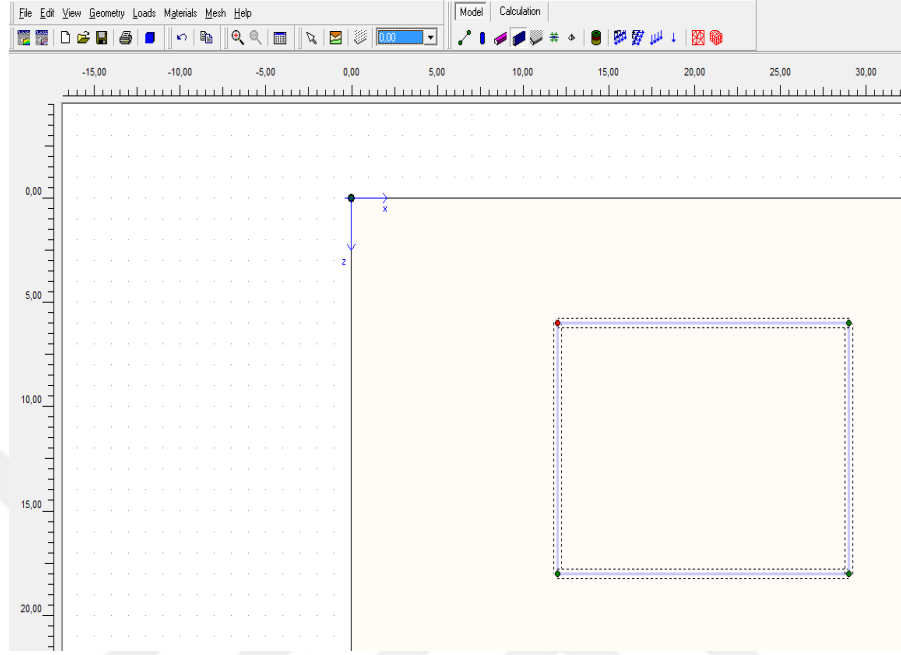 File Edit View Geometry Loads Materials Mesh Help
Model Calculation
0,00
-15,00 -10,00 -5,00 0,00 5,00 10,00 15,00 20,00 25,00 30,00
0,00
x
z
5,00
10,00
15,00
20,00